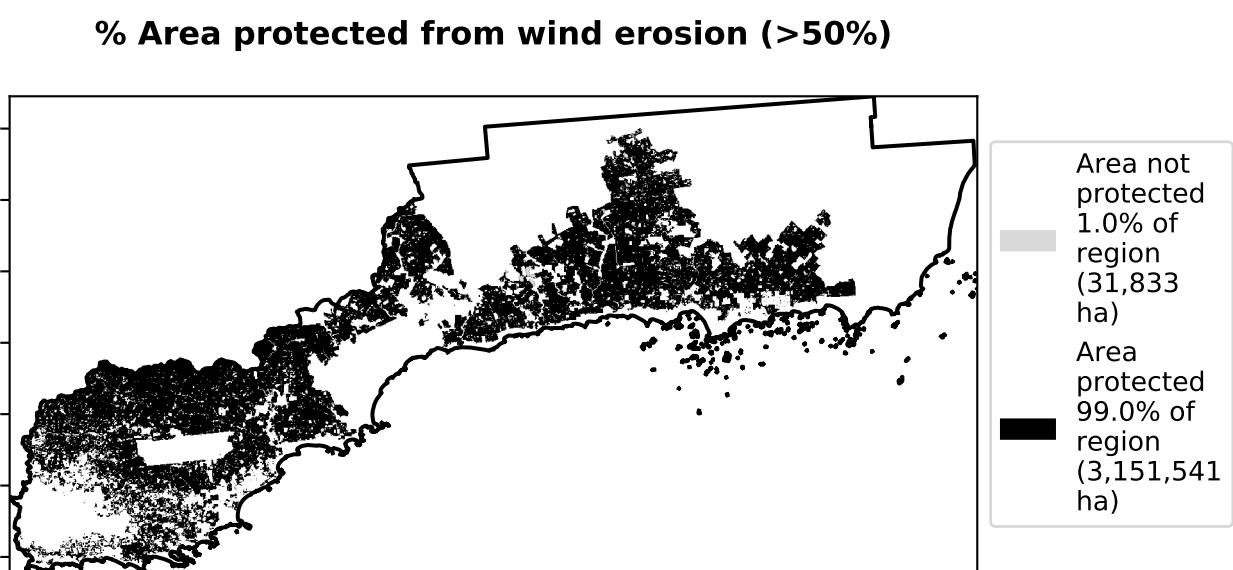 % Area protected from wind erosion (>50%)
Area not
protected
1.0% of
region
(31,833
ha)
Area
protected
99.0% of
region
(3,151,541
ha)